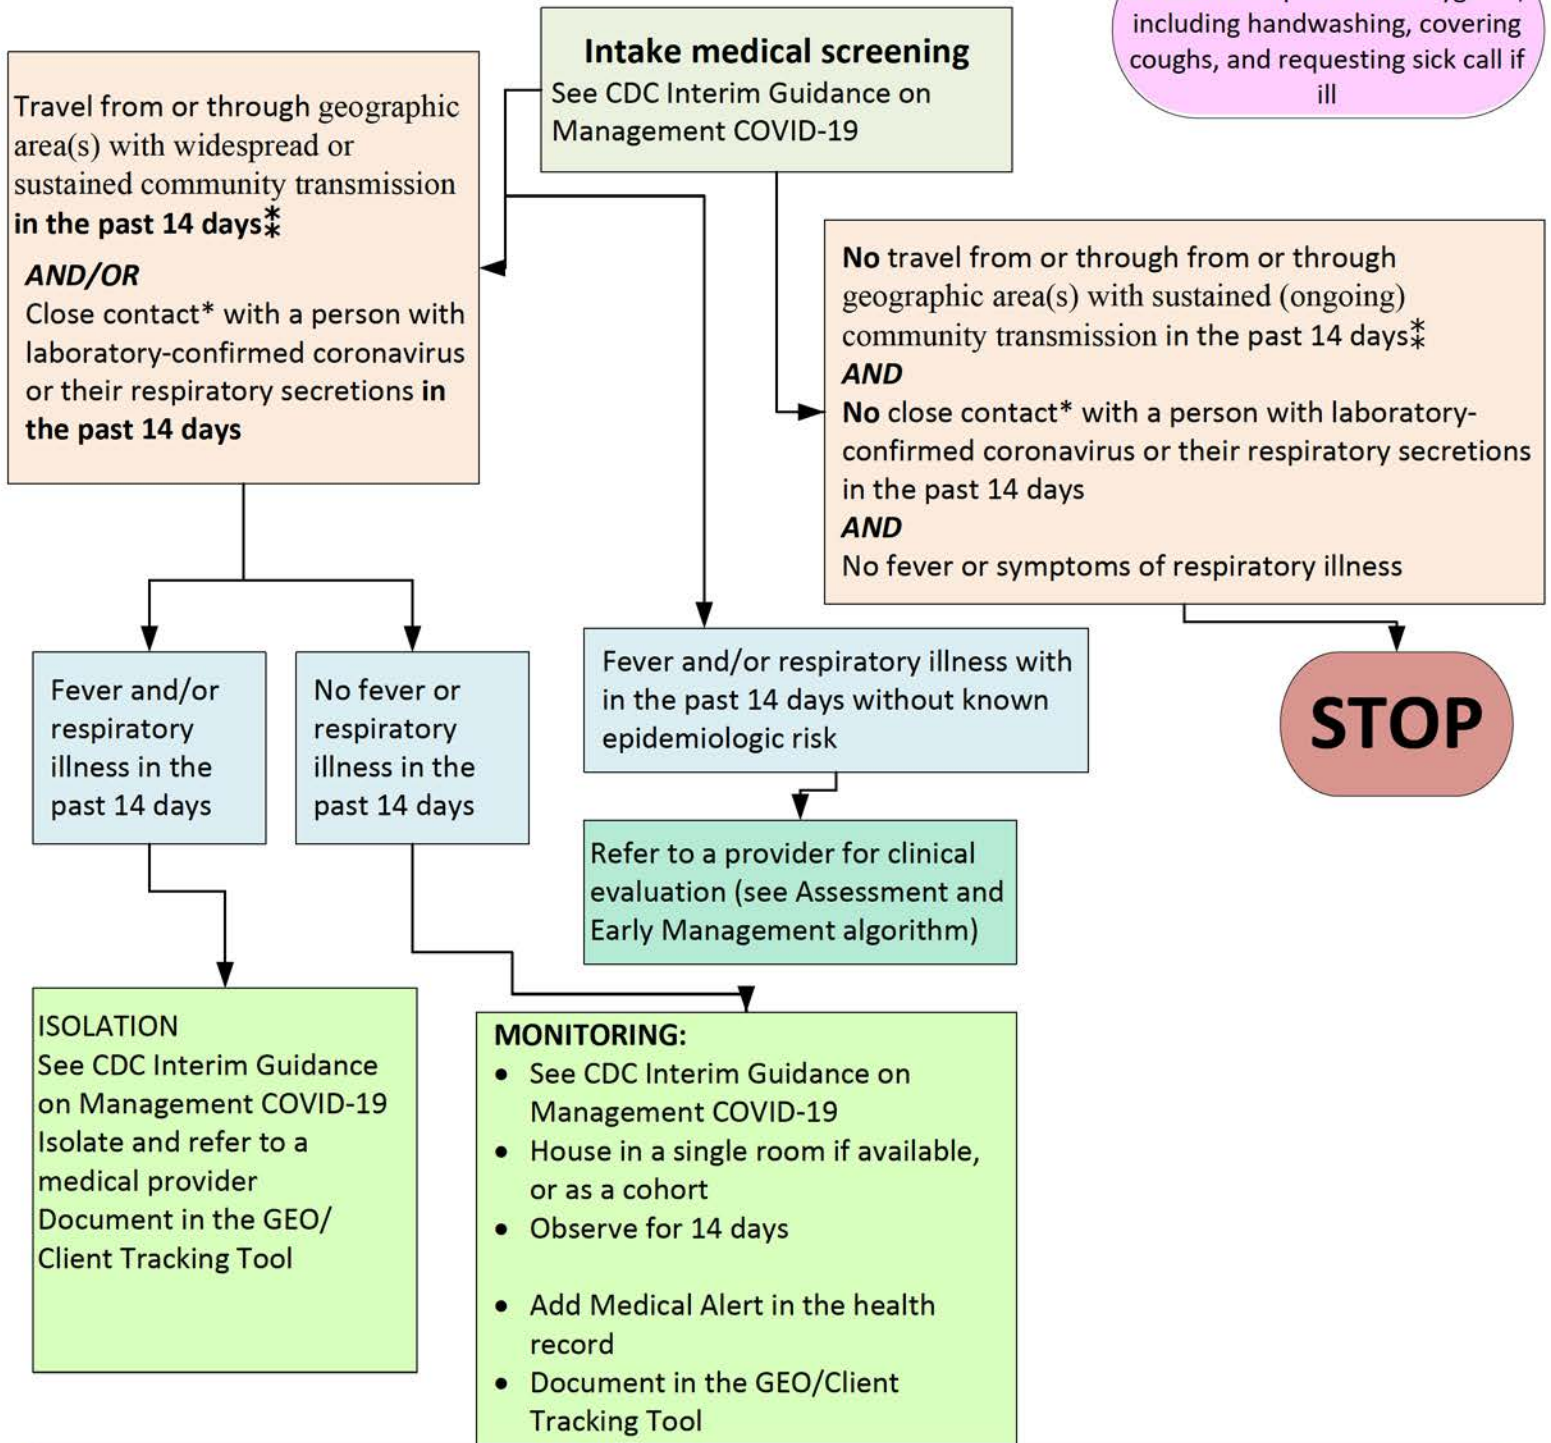 including handwashing, covering
coughs, and requesting sick call if
ill
Intake medical screening
See CDC Interim Guidance on
Management COVID-19
Travel from or through geographic
area(s) with widespread or
sustained community transmission
in the past 14 days⁑
AND/OR
Close contact* with a person with
laboratory-confirmed coronavirus
or their respiratory secretions in
the past 14 days
No travel from or through from or through
geographic area(s) with sustained (ongoing)
community transmission in the past 14 days⁑
AND
No close contact* with a person with laboratory-
confirmed coronavirus or their respiratory secretions
in the past 14 days
AND
No fever or symptoms of respiratory illness
Fever and/or
respiratory
illness in the
past 14 days
No fever or
respiratory
illness in the
past 14 days
Fever and/or respiratory illness with
in the past 14 days without known
epidemiologic risk
STOP
Refer to a provider for clinical
evaluation (see Assessment and
Early Management algorithm)
ISOLATION
See CDC Interim Guidance
on Management COVID-19
Isolate and refer to a
medical provider
Document in the GEO/
Client Tracking Tool
MONITORING:
• See CDC Interim Guidance on
Management COVID-19
• House in a single room if available,
or as a cohort
• Observe for 14 days
• Add Medical Alert in the health
record
• Document in the GEO/Client
Tracking Tool